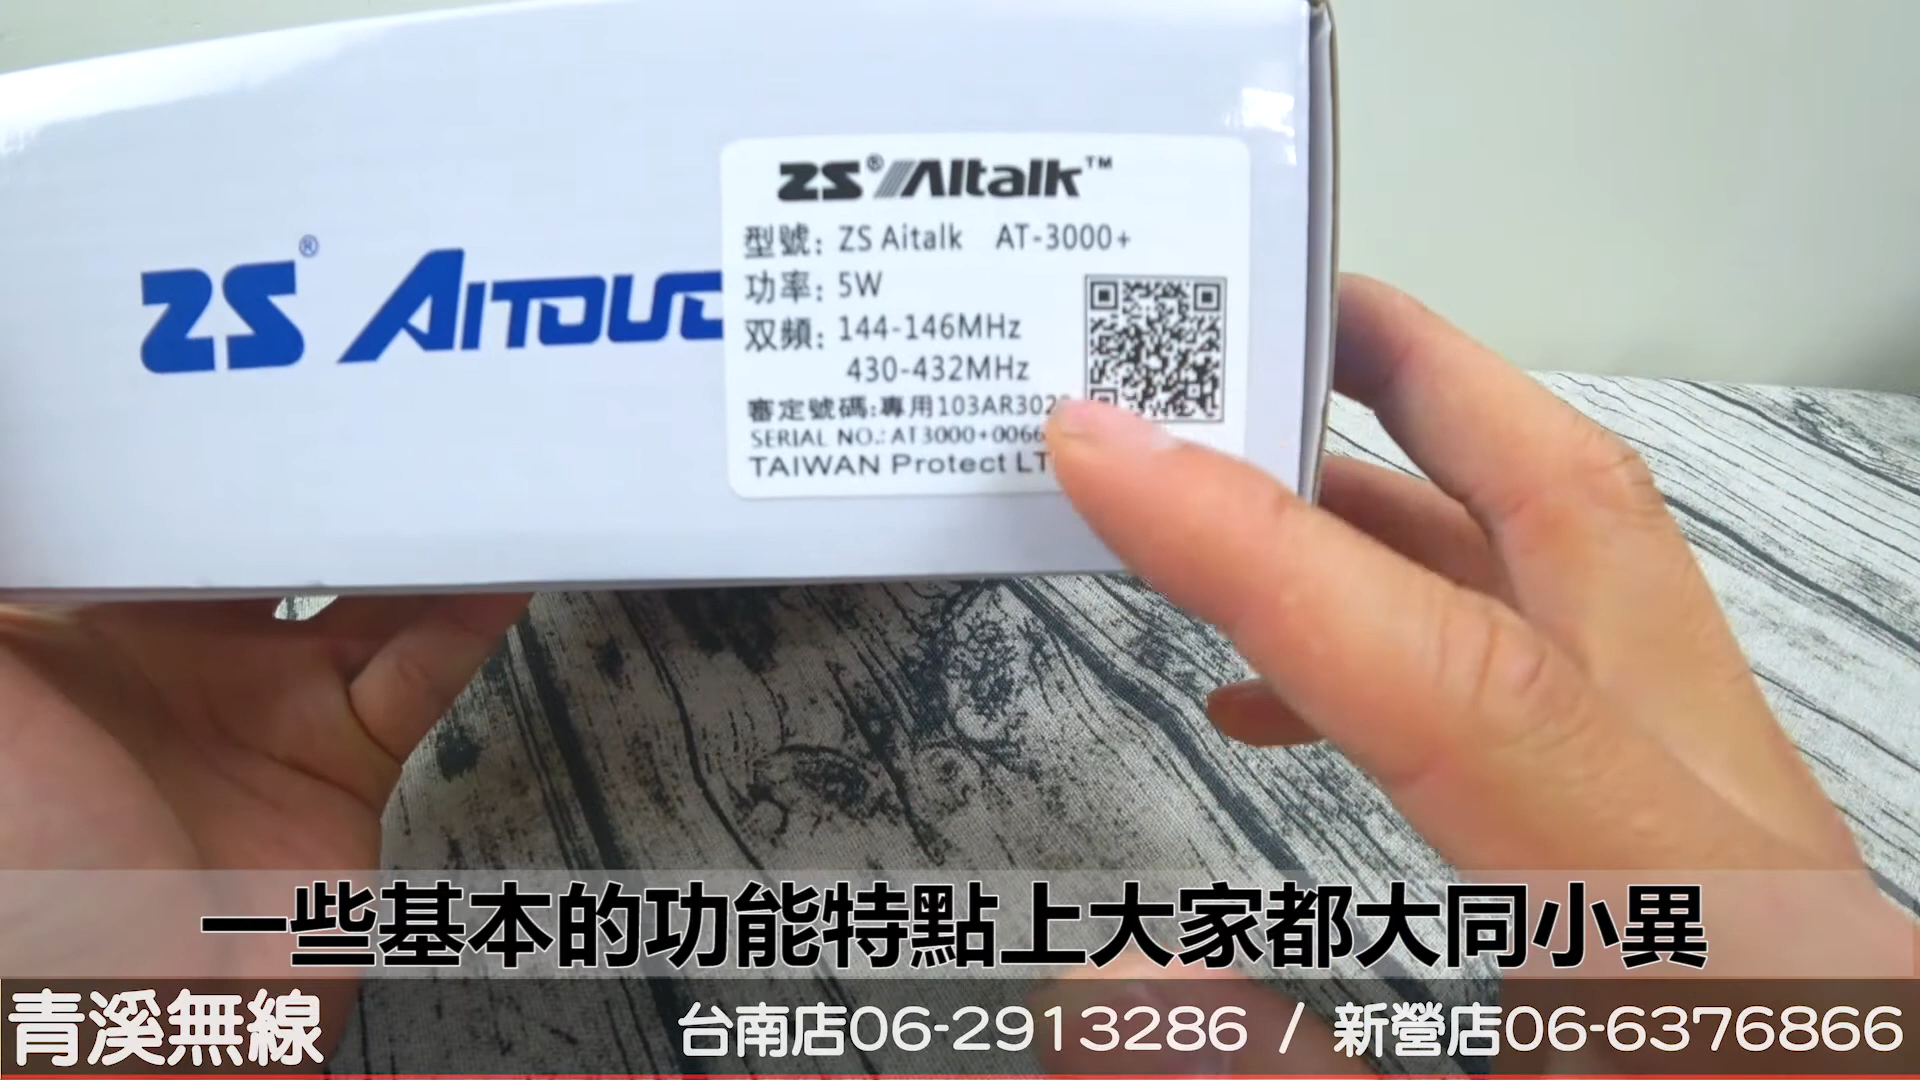 ZS® AITOUC
ZS® AItalk™
型號: ZS Aitalk AT-3000+
功率: 5W
双頻: 144-146MHz
430-432MHz
審定號碼:專用103AR302
SERIAL NO.: AT3000+0066
TAIWAN Protect LT
一些基本的功能特點上大家都大同小異
青溪無線
台南店06-2913286 / 新營店06-6376866